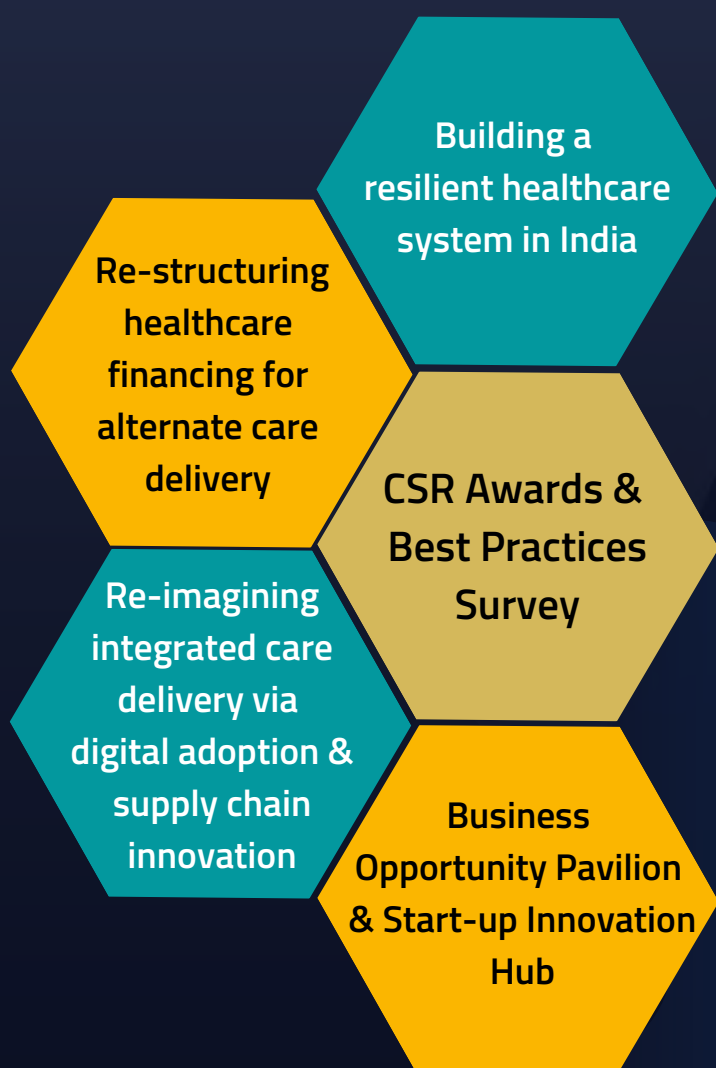 Building a
resilient healthcare
system in India
Re-structuring
healthcare
financing for
alternate care
delivery
CSR Awards &
Best Practices
Survey
Re-imagining
integrated care
delivery via
digital adoption &
supply chain
innovation
Business
Opportunity Pavilion
& Start-up Innovation
Hub